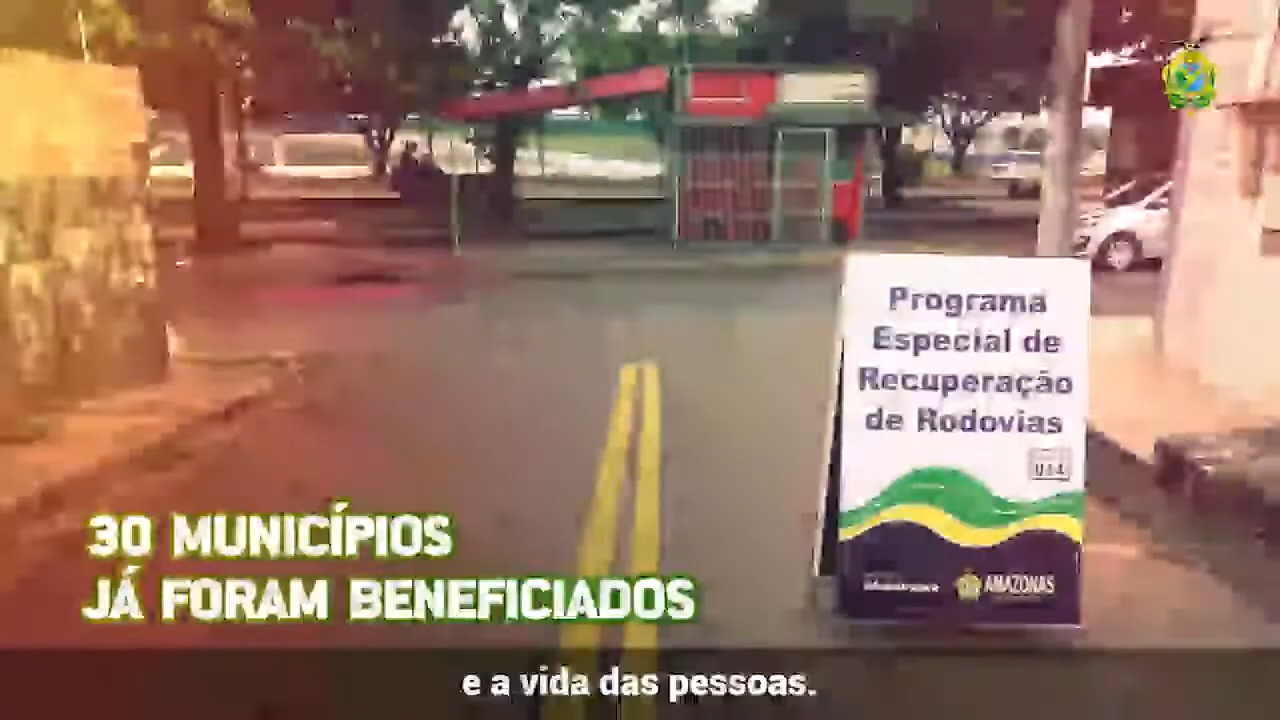 Programa
Especial de
Recuperação
de Rodovias
AMAZONAS
30 MUNICÍPIOS
JÁ FORAM BENEFICIADOS
e a vida das pessoas.